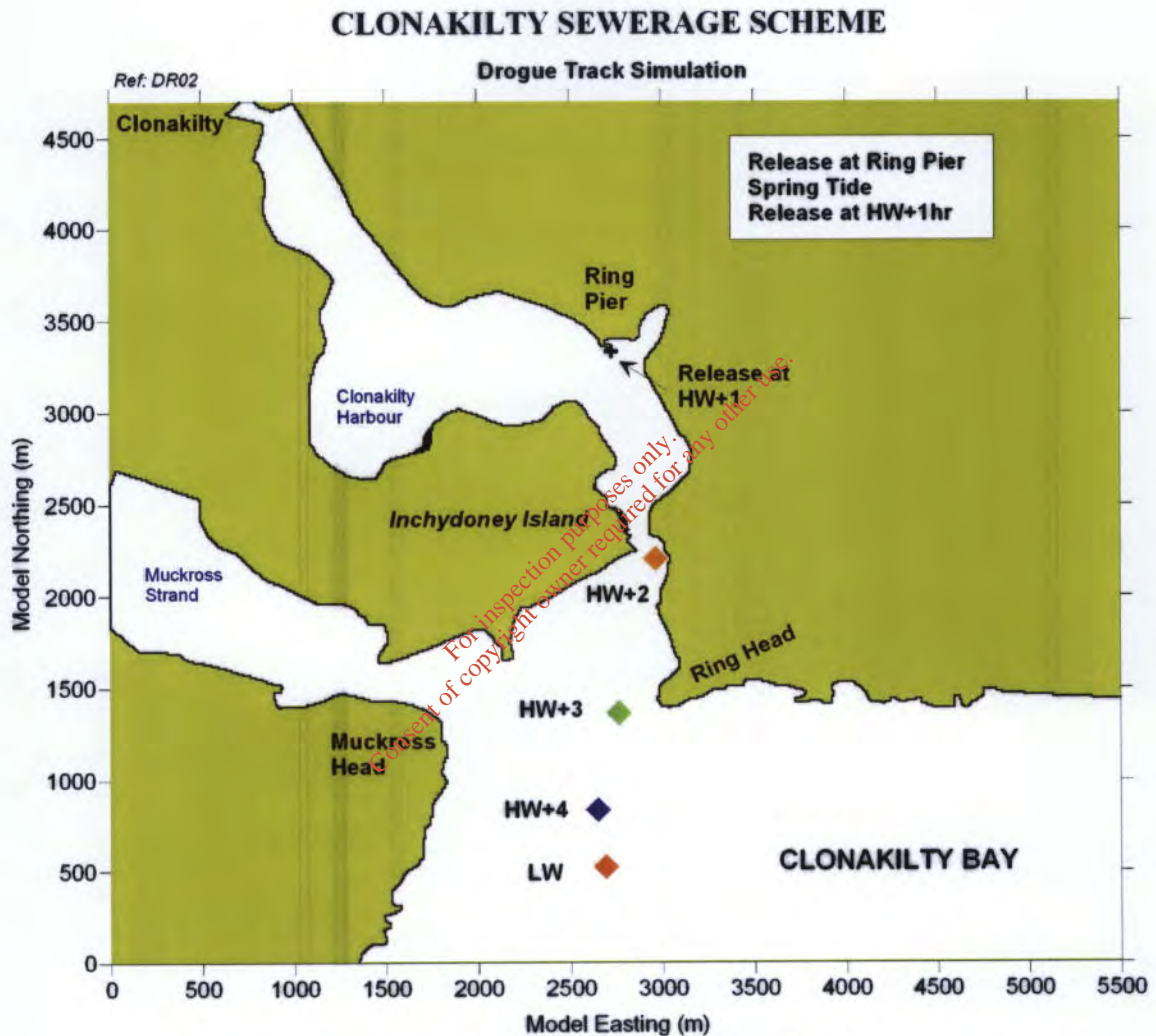 CLONAKILTY SEWERAGE SCHEME
Ref: DR02
Drogue Track Simulation
Clonakilty
Release at Ring Pier
Spring Tide
Release at HW+1hr
Ring
Pier
Release at
HW+1
Clonakilty
Harbour
Inchydoney Island
Muckross
Strand
HW+2
Ring Head
HW+3
Muckross
Head
HW+4
CLONAKILTY BAY
LW
For inspection purposes only.
Consent of copyright owner required for any other use.
Model Northing (m)
4500
4000
3500
3000
2500
2000
1500
1000
500
0
0 500 1000 1500 2000 2500 3000 3500 4000 4500 5000 5500
Model Easting (m)